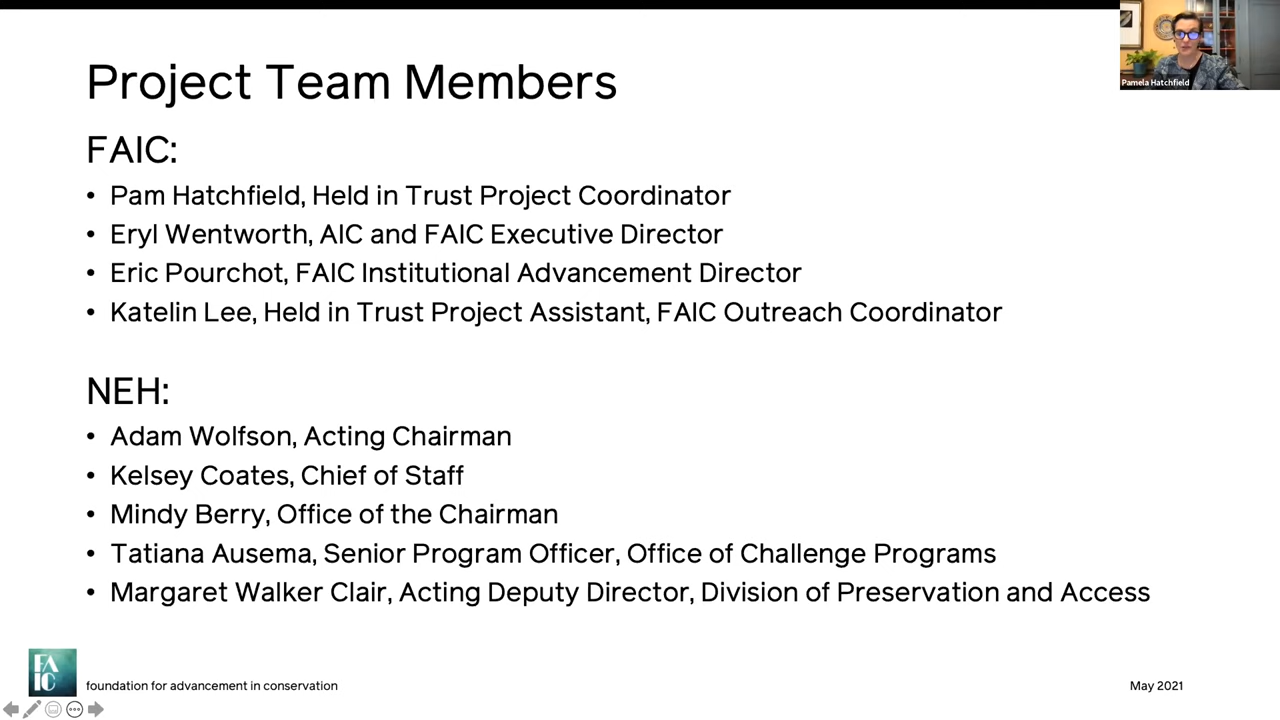 Project Team Members
Pamela Hatchfield
FAIC:
• Pam Hatchfield, Held in Trust Project Coordinator
• Eryl Wentworth, AIC and FAIC Executive Director
• Eric Pourchot, FAIC Institutional Advancement Director
• Katelin Lee, Held in Trust Project Assistant, FAIC Outreach Coordinator
NEH:
• Adam Wolfson, Acting Chairman
• Kelsey Coates, Chief of Staff
• Mindy Berry, Office of the Chairman
• Tatiana Ausema, Senior Program Officer, Office of Challenge Programs
• Margaret Walker Clair, Acting Deputy Director, Division of Preservation and Access
FA
IC
foundation for advancement in conservation
May 2021